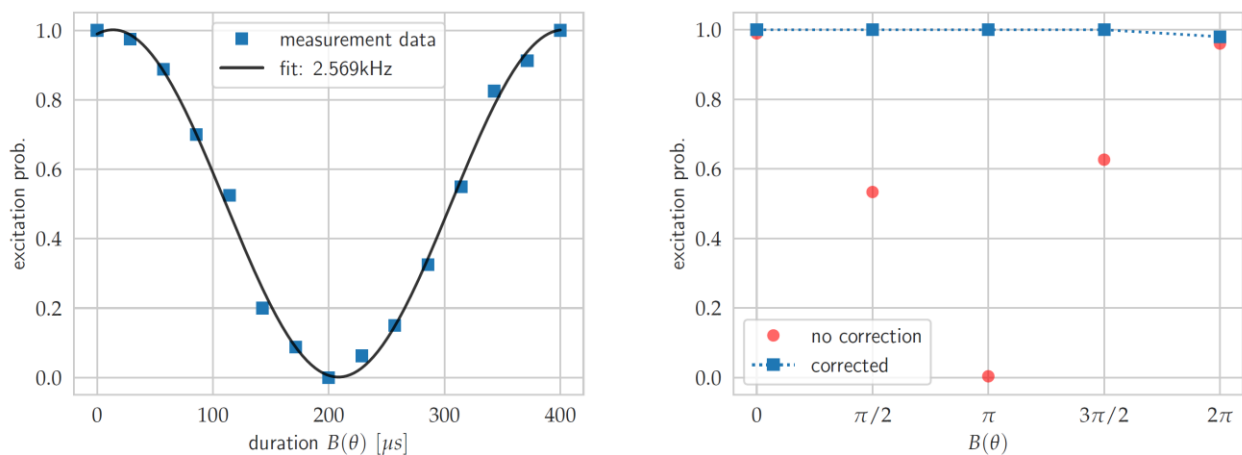 excitation prob.
1.0
0.8
0.6
0.4
0.2
0.0
measurement data
fit: 2.569kHz
0 100 200 300 400
duration B(θ) [μs]
excitation prob.
1.0
0.8
0.6
0.4
0.2
0.0
no correction
corrected
0 π/2 π 3π/2 2π
B(θ)